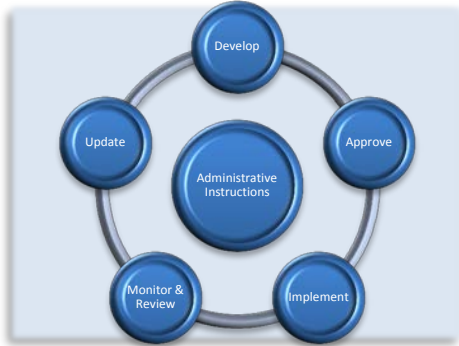 Develop
Update
Approve
Administrative
Instructions
Monitor &
Review
Implement